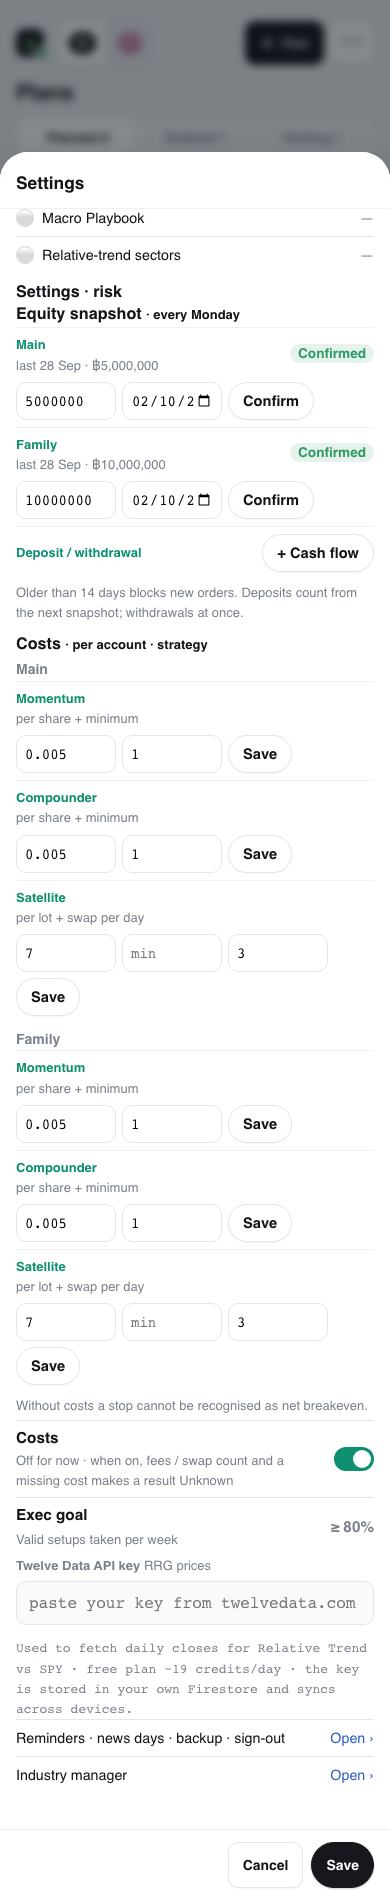 Plans
Settings
Macro Playbook —
Relative-trend sectors —
Settings · risk
Equity snapshot · every Monday
Main
last 28 Sep · ฿5,000,000
Confirmed
5000000 02/10/2 Confirm
Family
last 28 Sep · ฿10,000,000
Confirmed
10000000 02/10/2 Confirm
Deposit / withdrawal + Cash flow
Older than 14 days blocks new orders. Deposits count from
the next snapshot; withdrawals at once.
Costs · per account · strategy
Main
Momentum
per share + minimum
0.005 1 Save
Compounder
per share + minimum
0.005 1 Save
Satellite
per lot + swap per day
7 min 3
Save
Family
Momentum
per share + minimum
0.005 1 Save
Compounder
per share + minimum
0.005 1 Save
Satellite
per lot + swap per day
7 min 3
Save
Without costs a stop cannot be recognised as net breakeven.
Costs
Off for now · when on, fees / swap count and a
missing cost makes a result Unknown
Exec goal
Valid setups taken per week
≥ 80%
Twelve Data API key RRG prices
paste your key from twelvedata.com
Used to fetch daily closes for Relative Trend
vs SPY · free plan ~19 credits/day · the key
is stored in your own Firestore and syncs
across devices.
Reminders · news days · backup · sign-out Open ›
Industry manager Open ›
Cancel Save